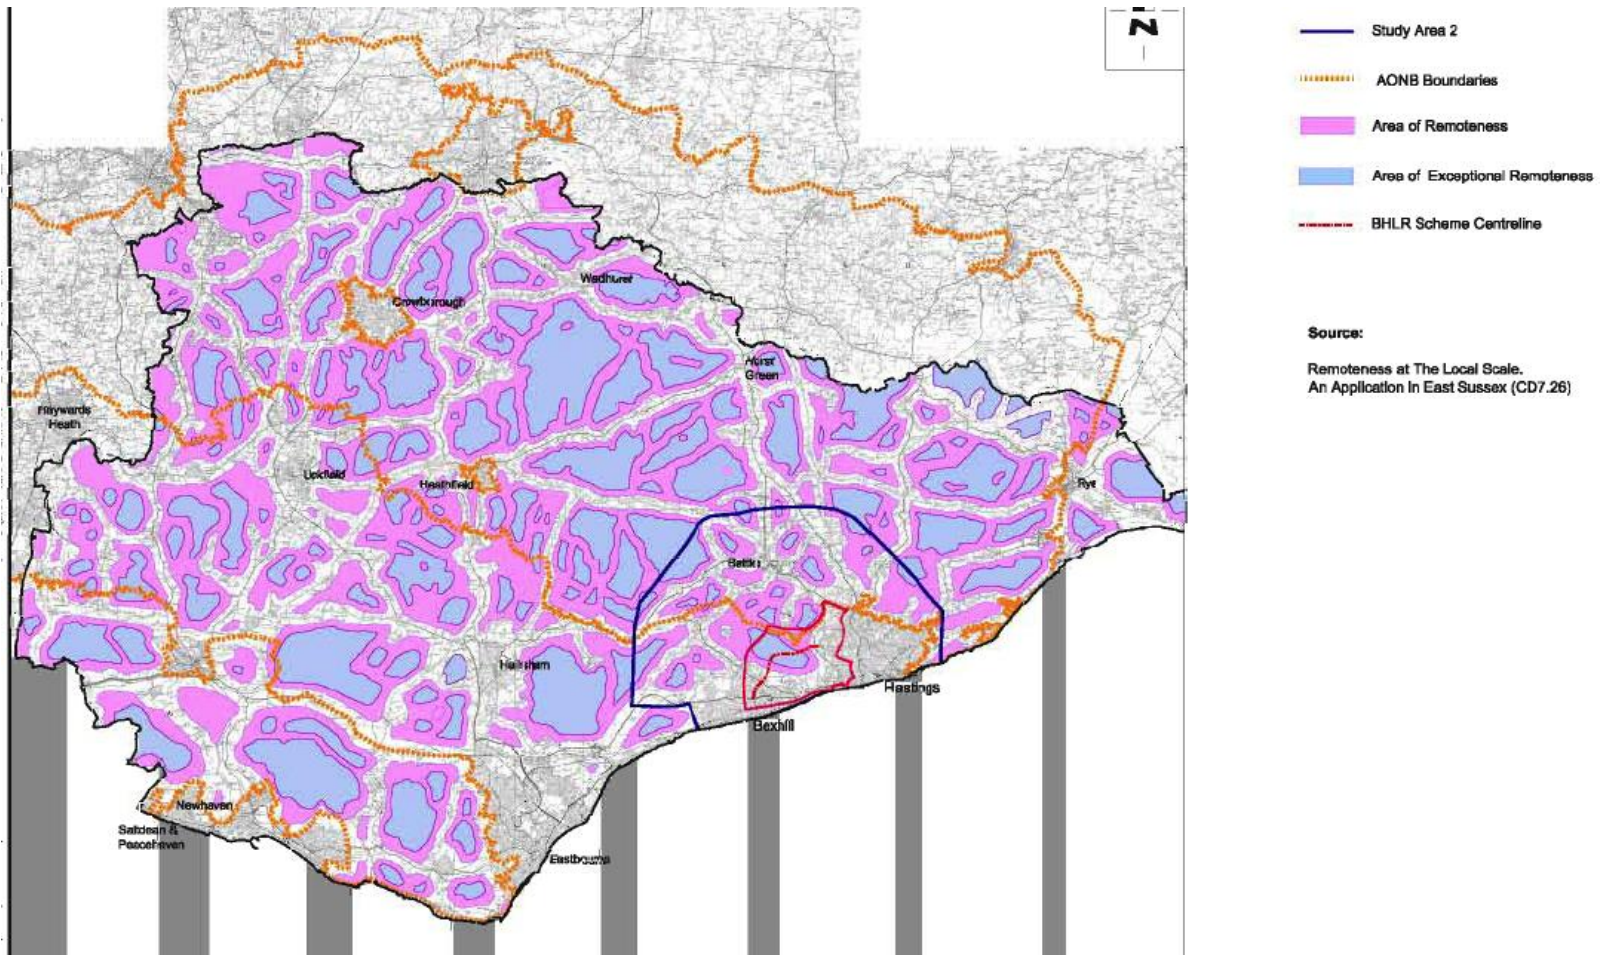 N
Study Area 2
AONB Boundaries
Area of Remoteness
Area of Exceptional Remoteness
BHLR Scheme Centreline
Source:
Remoteness at The Local Scale.
An Application in East Sussex (CD7.26)
Wadhurst
Crowborough
Hurst
Green
Haywards
Heath
Uckfield
Heathfield
Rye
Battle
Hailsham
Hastings
Bexhill
Newhaven
Saltdean &
Peacehaven
Eastbourne